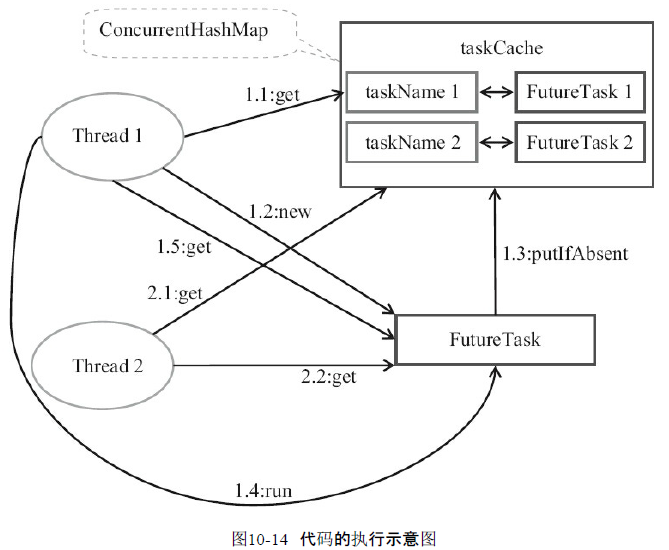 ConcurrentHashMap
taskCache
taskName 1
FutureTask 1
taskName 2
FutureTask 2
1.1:get
Thread 1
1.2:new
1.5:get
1.3:putIfAbsent
2.1:get
FutureTask
Thread 2
2.2:get
1.4:run
图10-14 代码的执行示意图